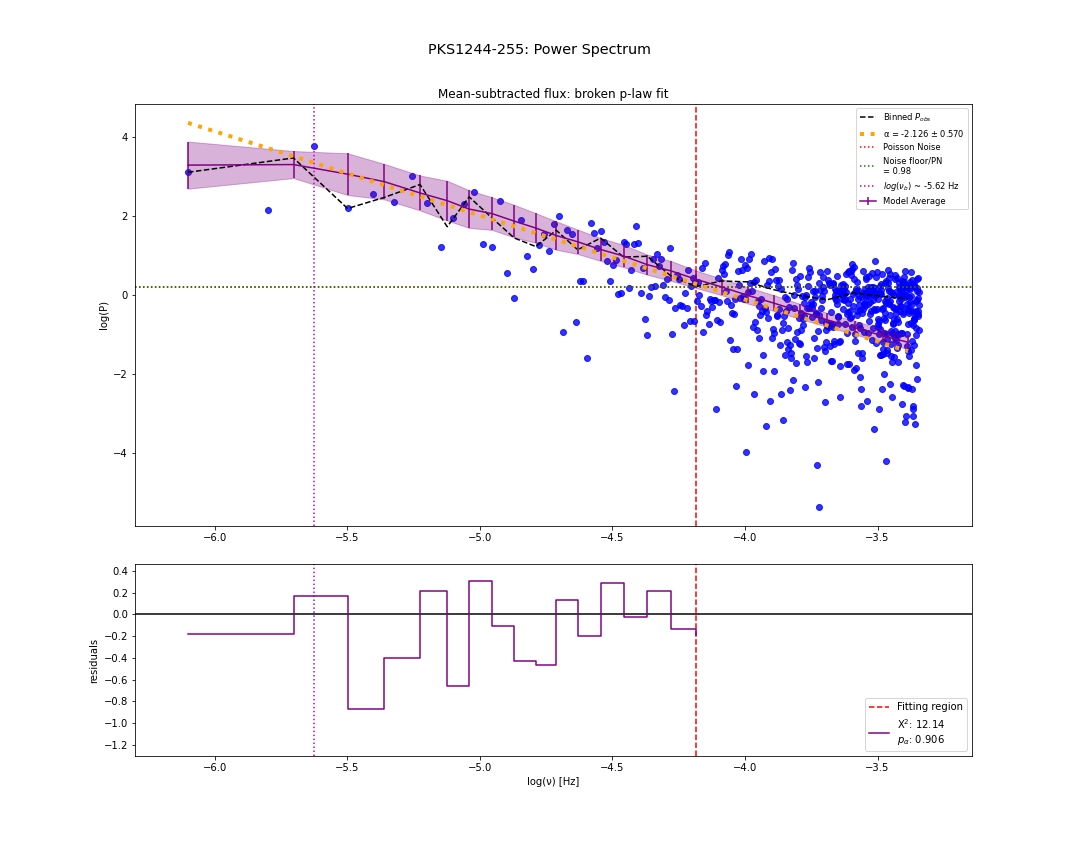 PKS1244-255: Power Spectrum
Mean-subtracted flux: broken p-law fit
log(P)
4
2
0
−2
−4
−6.0 −5.5 −5.0 −4.5 −4.0 −3.5
Binned P_obs
α = -2.126 ± 0.570
Poisson Noise
Noise floor/PN
= 0.98
log(ν_b) ~ -5.62 Hz
Model Average
residuals
0.4
0.2
0.0
−0.2
−0.4
−0.6
−0.8
−1.0
−1.2
Fitting region
X²: 12.14
p_α: 0.906
−6.0 −5.5 −5.0 −4.5 −4.0 −3.5
log(ν) [Hz]